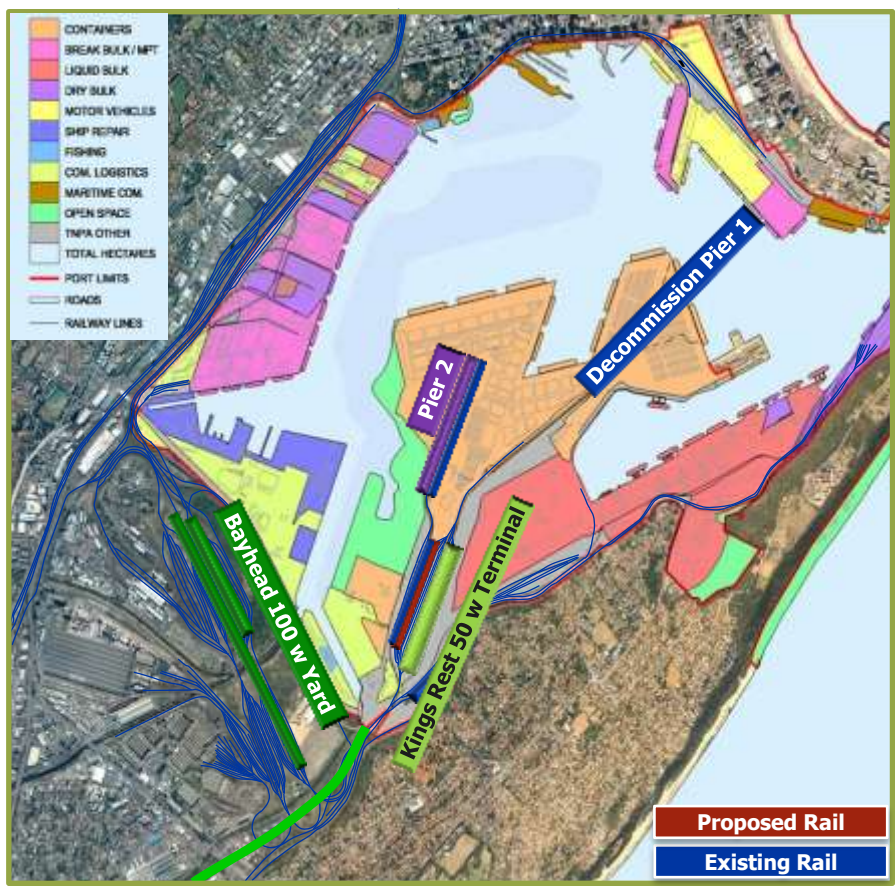 CONTAINERS
BREAK BULK / MPT
LIQUID BULK
DRY BULK
MOTOR VEHICLES
SHIP REPAIR
FISHING
COM. LOGISTICS
MARITIME COM.
OPEN SPACE
TNPA OTHER
TOTAL HECTARES
PORT LIMITS
ROADS
RAILWAY LINES
Decommission Pier 1
Pier 2
Bayhead 100 w Yard
Kings Rest 50 w Terminal
Proposed Rail
Existing Rail